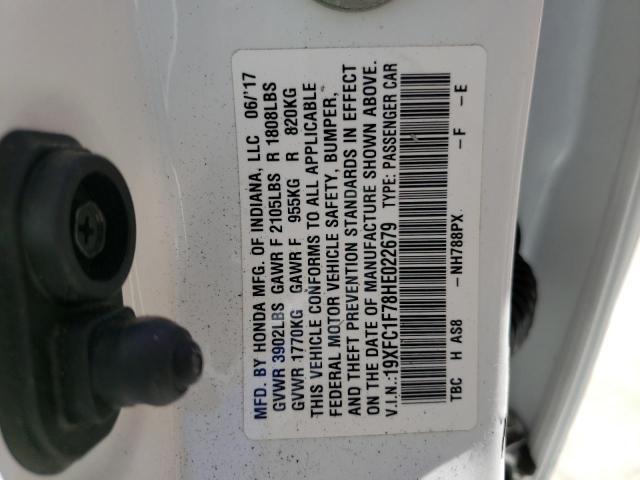 MFD. BY HONDA MFG. OF INDIANA, LLC 06/'17
GVWR 3902LBS GAWR F 2105LBS R 1808LBS
GVWR 1770KG GAWR F 955KG R 820KG
THIS VEHICLE CONFORMS TO ALL APPLICABLE
FEDERAL MOTOR VEHICLE SAFETY, BUMPER,
AND THEFT PREVENTION STANDARDS IN EFFECT
ON THE DATE OF MANUFACTURE SHOWN ABOVE.
V.I.N.:19XFC1F78HE022679 TYPE: PASSENGER CAR
TBC H AS8 -NH788PX -F -E